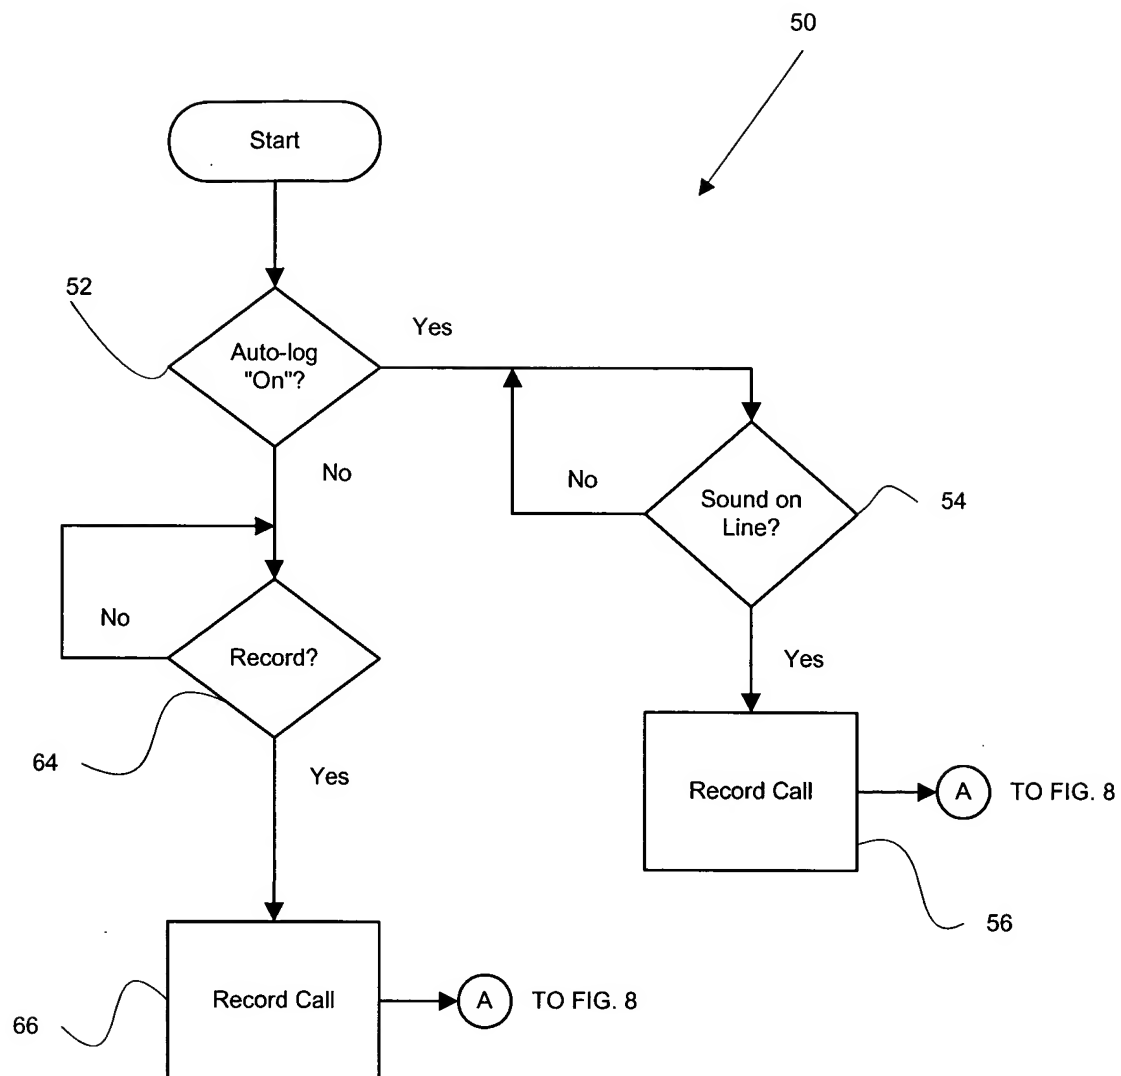 50
Start
52
Auto-log
"On"?
Yes
No
No
Sound on
Line?
54
No
Record?
Yes
64
Yes
Record Call
A
TO FIG. 8
56
Record Call
A
TO FIG. 8
66